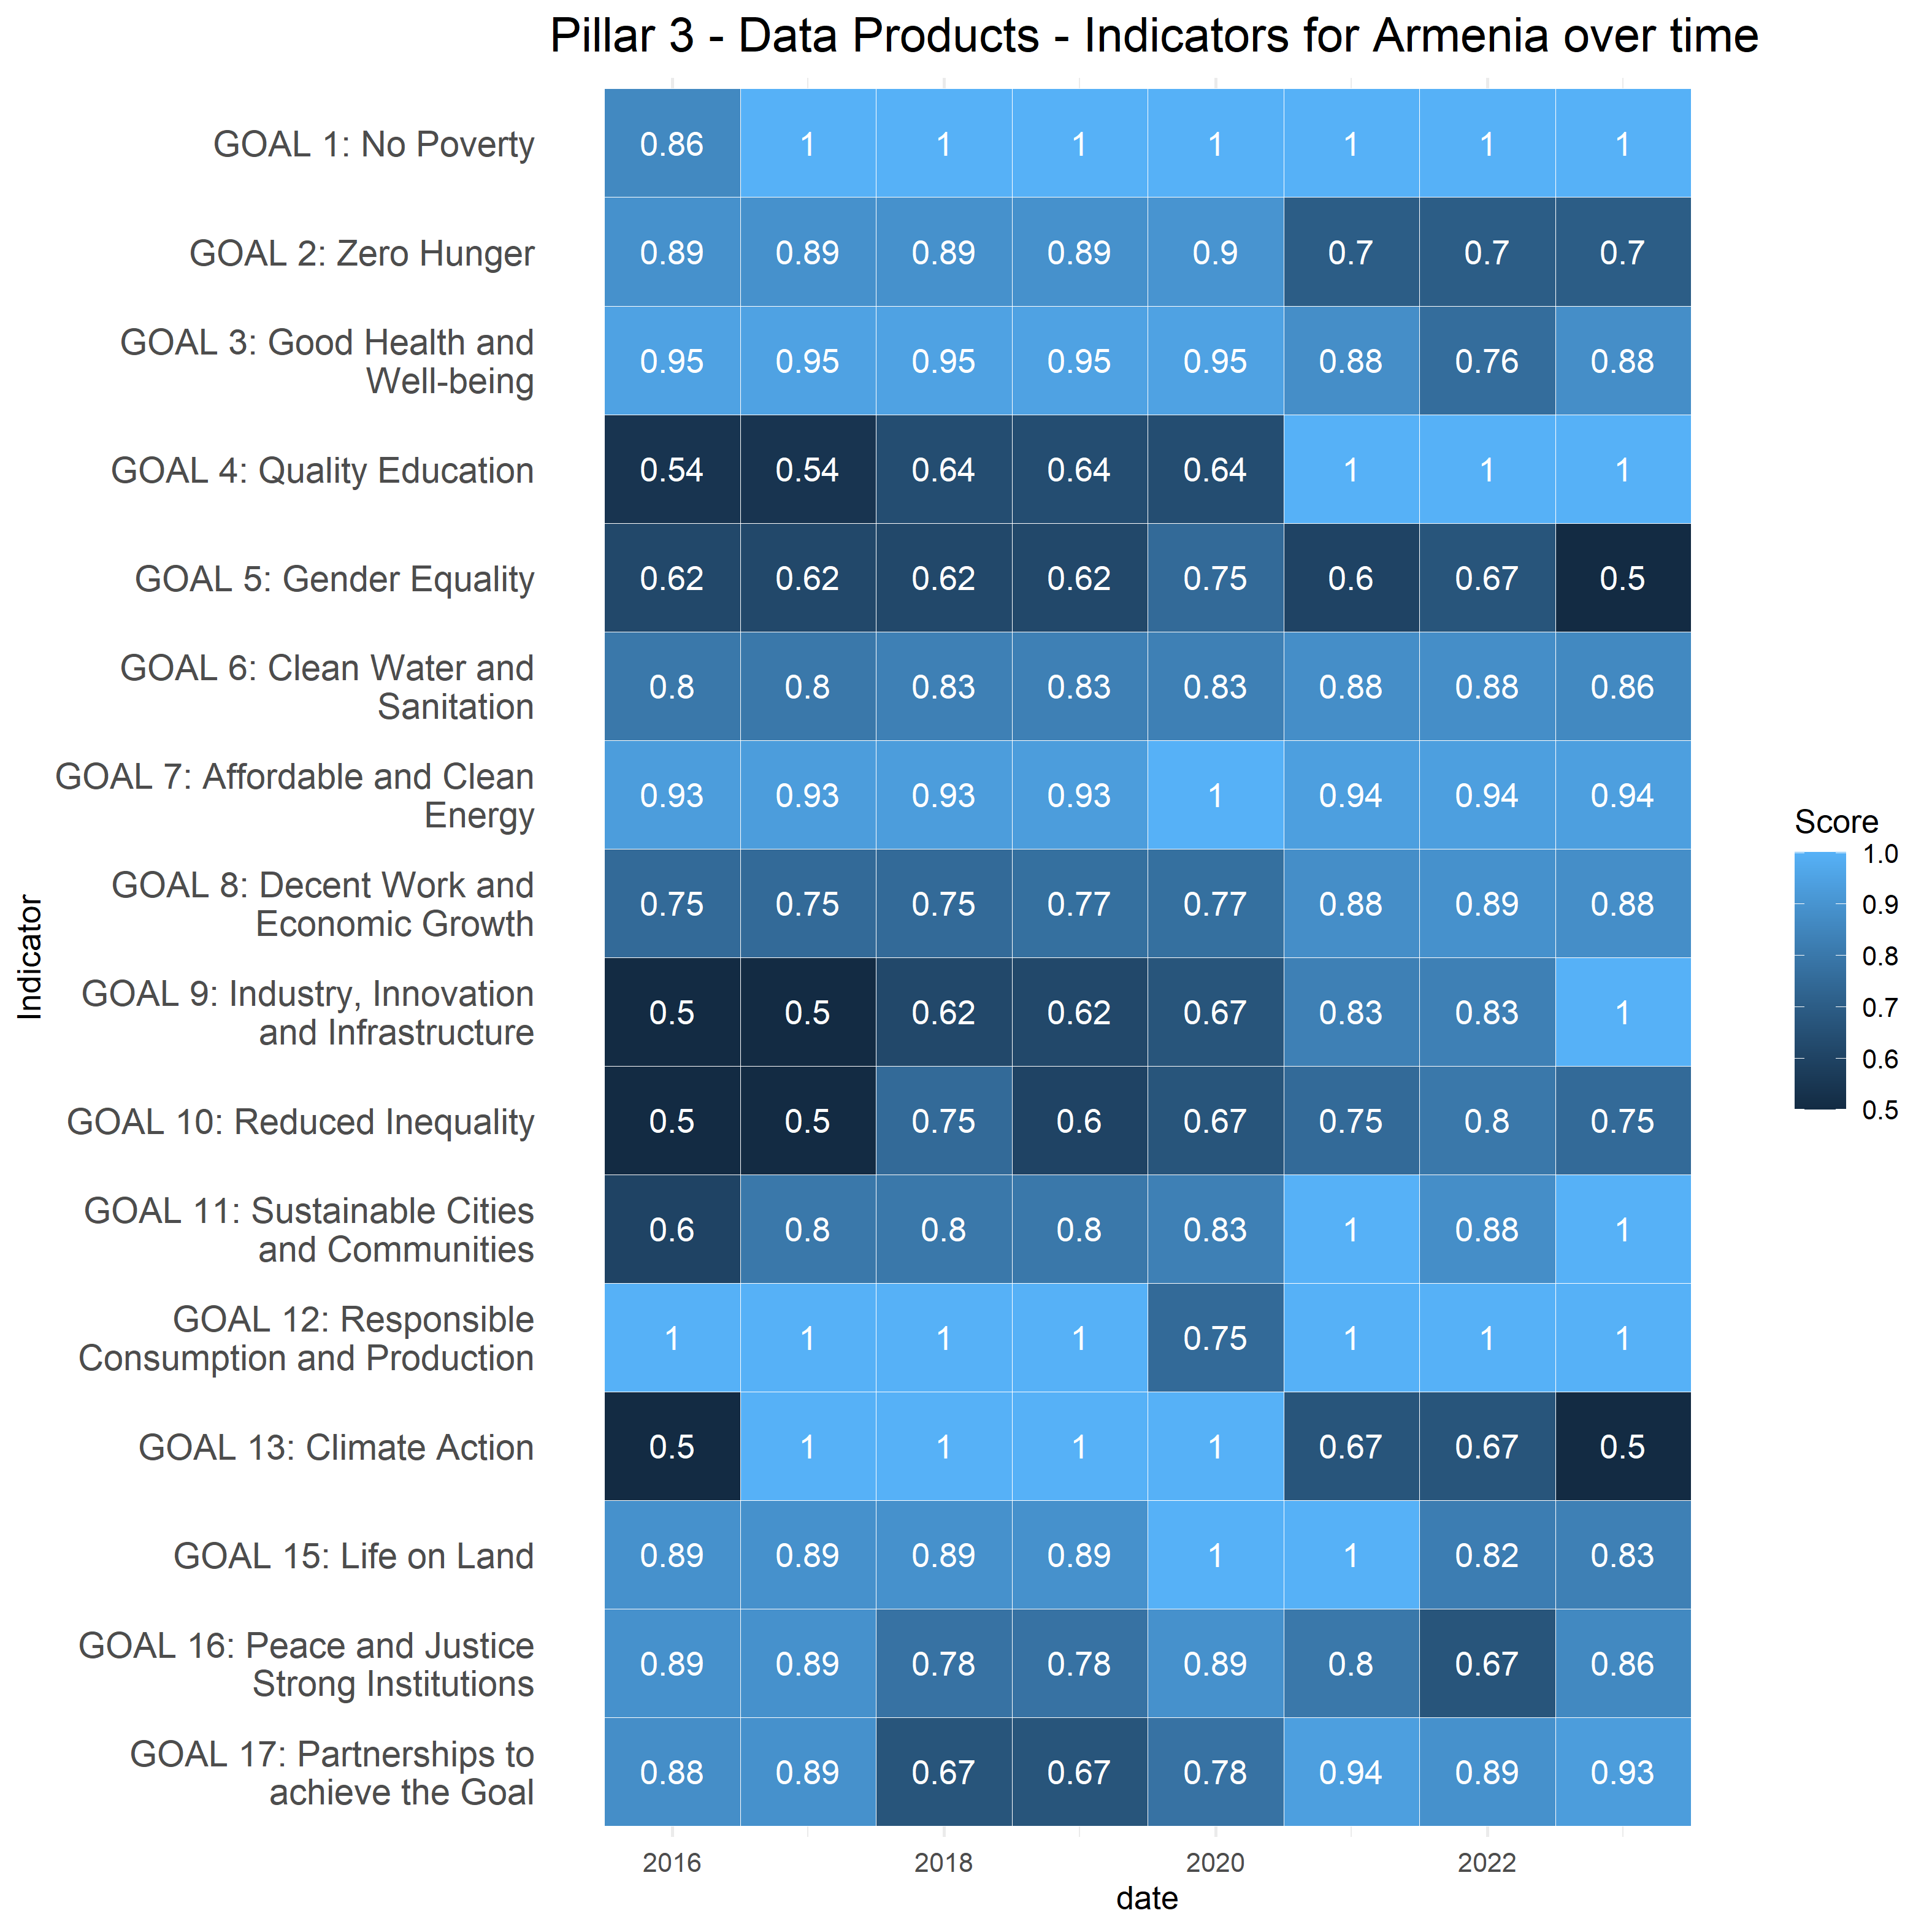 Pillar 3 - Data Products - Indicators for Armenia over time
GOAL 1: No Poverty
0.86 1 1 1 1 1 1 1
GOAL 2: Zero Hunger
0.89 0.89 0.89 0.89 0.9 0.7 0.7 0.7
GOAL 3: Good Health and
Well-being
0.95 0.95 0.95 0.95 0.95 0.88 0.76 0.88
GOAL 4: Quality Education
0.54 0.54 0.64 0.64 0.64 1 1 1
GOAL 5: Gender Equality
0.62 0.62 0.62 0.62 0.75 0.6 0.67 0.5
GOAL 6: Clean Water and
Sanitation
0.8 0.8 0.83 0.83 0.83 0.88 0.88 0.86
GOAL 7: Affordable and Clean
Energy
0.93 0.93 0.93 0.93 1 0.94 0.94 0.94
GOAL 8: Decent Work and
Economic Growth
0.75 0.75 0.75 0.77 0.77 0.88 0.89 0.88
GOAL 9: Industry, Innovation
and Infrastructure
0.5 0.5 0.62 0.62 0.67 0.83 0.83 1
GOAL 10: Reduced Inequality
0.5 0.5 0.75 0.6 0.67 0.75 0.8 0.75
GOAL 11: Sustainable Cities
and Communities
0.6 0.8 0.8 0.8 0.83 1 0.88 1
GOAL 12: Responsible
Consumption and Production
1 1 1 1 0.75 1 1 1
GOAL 13: Climate Action
0.5 1 1 1 1 0.67 0.67 0.5
GOAL 15: Life on Land
0.89 0.89 0.89 0.89 1 1 0.82 0.83
GOAL 16: Peace and Justice
Strong Institutions
0.89 0.89 0.78 0.78 0.89 0.8 0.67 0.86
GOAL 17: Partnerships to
achieve the Goal
0.88 0.89 0.67 0.67 0.78 0.94 0.89 0.93
2016 2018 2020 2022
date
Indicator
Score
1.0
0.9
0.8
0.7
0.6
0.5